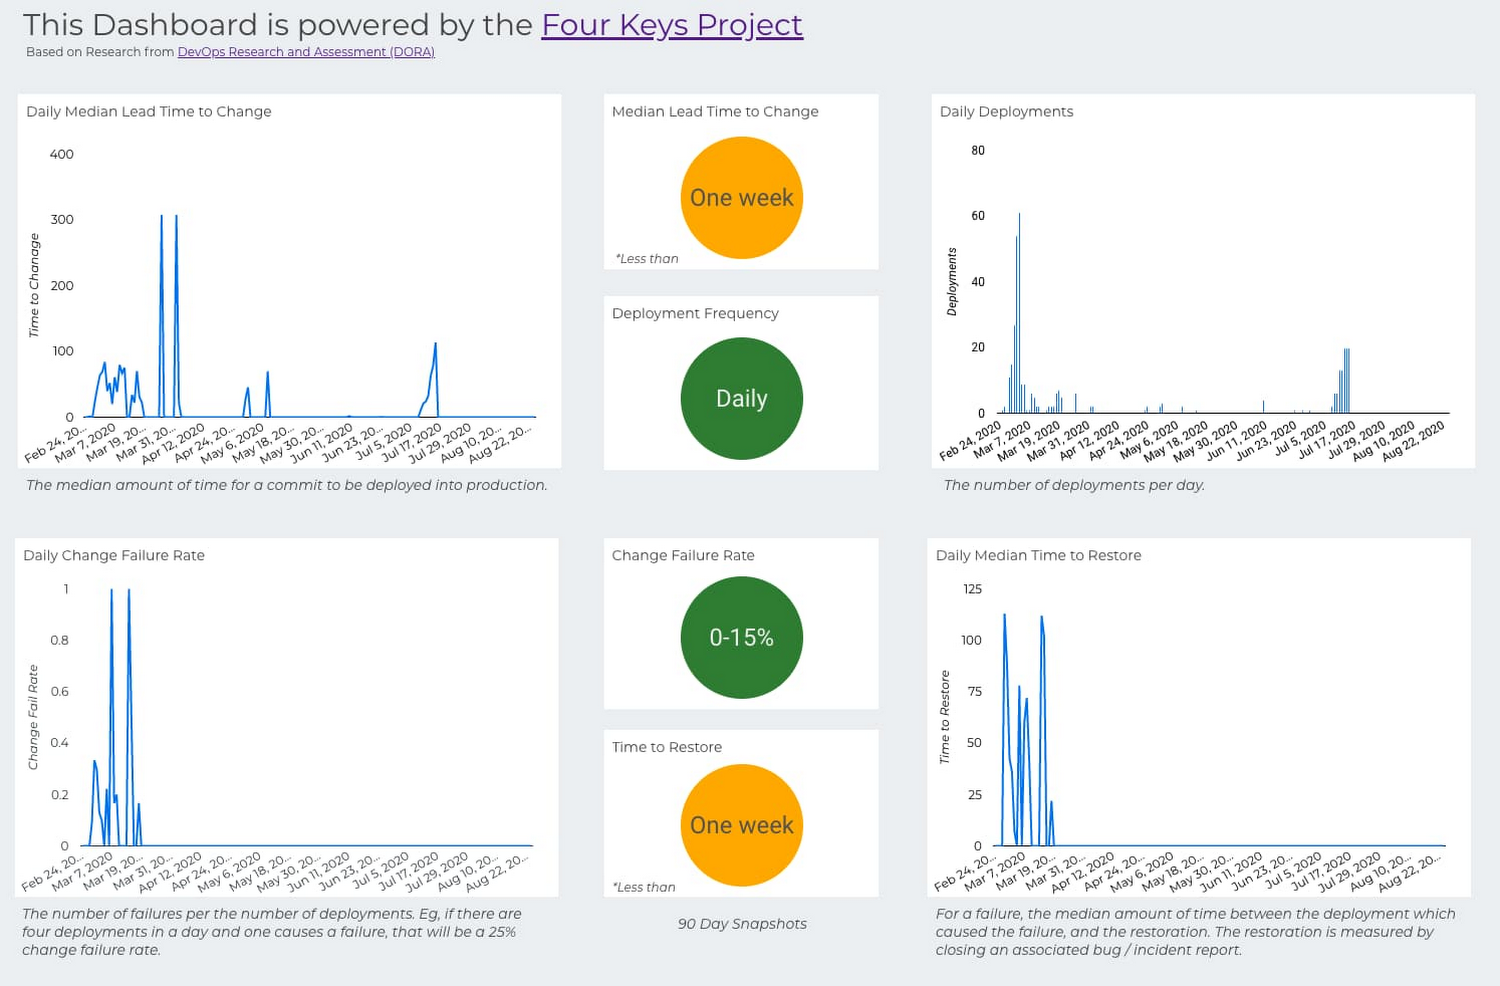 This Dashboard is powered by the Four Keys Project
Based on Research from DevOps Research and Assessment (DORA)
Daily Median Lead Time to Change
400
300
200
100
0
Time to Chanage
Feb 24, 20...
Mar 7, 2020
Mar 19, 20...
Mar 31, 20...
Apr 12, 2020
Apr 24, 20...
May 6, 2020
May 18, 20...
May 30, 20...
Jun 11, 2020
Jun 23, 20...
Jul 5, 2020
Jul 17, 2020
Jul 29, 2020
Aug 10, 20...
Aug 22, 20...
The median amount of time for a commit to be deployed into production.
Median Lead Time to Change
One week
*Less than
Deployment Frequency
Daily
Daily Deployments
80
60
40
20
0
Deployments
Feb 24, 2020
Mar 7, 2020
Mar 19, 2020
Mar 31, 2020
Apr 12, 2020
Apr 24, 2020
May 6, 2020
May 18, 2020
May 30, 2020
Jun 11, 2020
Jun 23, 2020
Jul 5, 2020
Jul 17, 2020
Jul 29, 2020
Aug 10, 2020
Aug 22, 2020
The number of deployments per day.
Daily Change Failure Rate
1
0.8
0.6
0.4
0.2
0
Change Fail Rate
Feb 24, 20...
Mar 7, 2020
Mar 19, 20...
Mar 31, 20...
Apr 12, 2020
Apr 24, 20...
May 6, 2020
May 18, 20...
May 30, 20...
Jun 11, 2020
Jun 23, 20...
Jul 5, 2020
Jul 17, 2020
Jul 29, 2020
Aug 10, 20...
Aug 22, 20...
The number of failures per the number of deployments. Eg, if there are
four deployments in a day and one causes a failure, that will be a 25%
change failure rate.
Change Failure Rate
0-15%
Time to Restore
One week
*Less than
90 Day Snapshots
Daily Median Time to Restore
125
100
75
50
25
0
Time to Restore
Feb 24, 20...
Mar 7, 2020
Mar 19, 20...
Mar 31, 20...
Apr 12, 2020
Apr 24, 20...
May 6, 2020
May 18, 20...
May 30, 20...
Jun 11, 2020
Jun 23, 20...
Jul 5, 2020
Jul 17, 2020
Jul 29, 2020
Aug 10, 20...
Aug 22, 20...
For a failure, the median amount of time between the deployment which
caused the failure, and the restoration. The restoration is measured by
closing an associated bug / incident report.